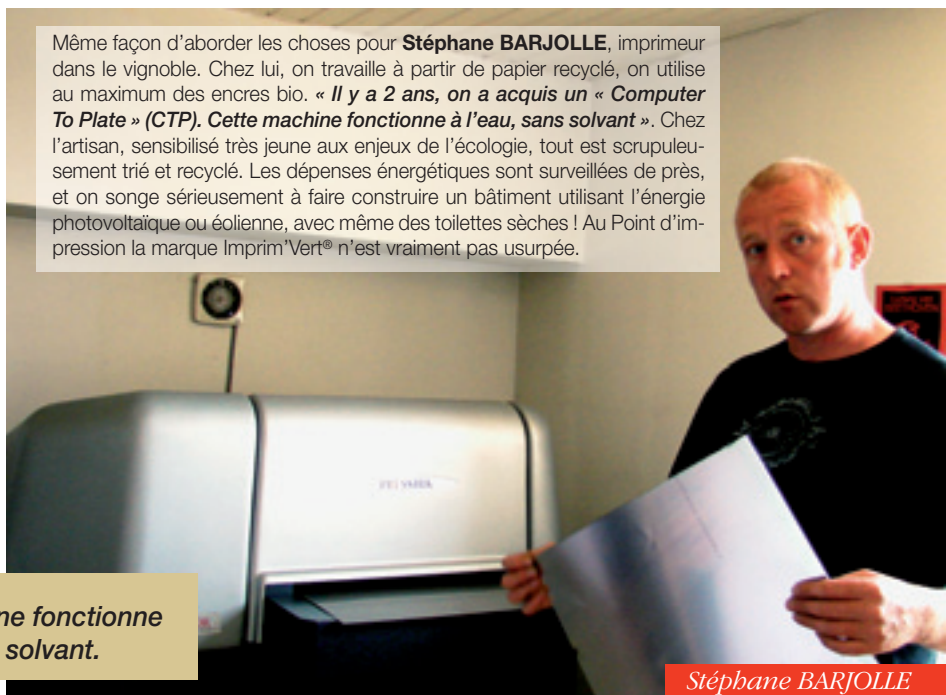 Même façon d’aborder les choses pour Stéphane BARJOLLE, imprimeur
dans le vignoble. Chez lui, on travaille à partir de papier recyclé, on utilise
au maximum des encres bio. « Il y a 2 ans, on a acquis un « Computer
To Plate » (CTP). Cette machine fonctionne à l’eau, sans solvant ». Chez
l’artisan, sensibilisé très jeune aux enjeux de l’écologie, tout est scrupuleu-
sement trié et recyclé. Les dépenses énergétiques sont surveillées de près,
et on songe sérieusement à faire construire un bâtiment utilisant l’énergie
photovoltaïque ou éolienne, avec même des toilettes sèches ! Au Point d’im-
pression la marque Imprim’Vert® n’est vraiment pas usurpée.
ne fonctionne
solvant.
Stéphane BARJOLLE